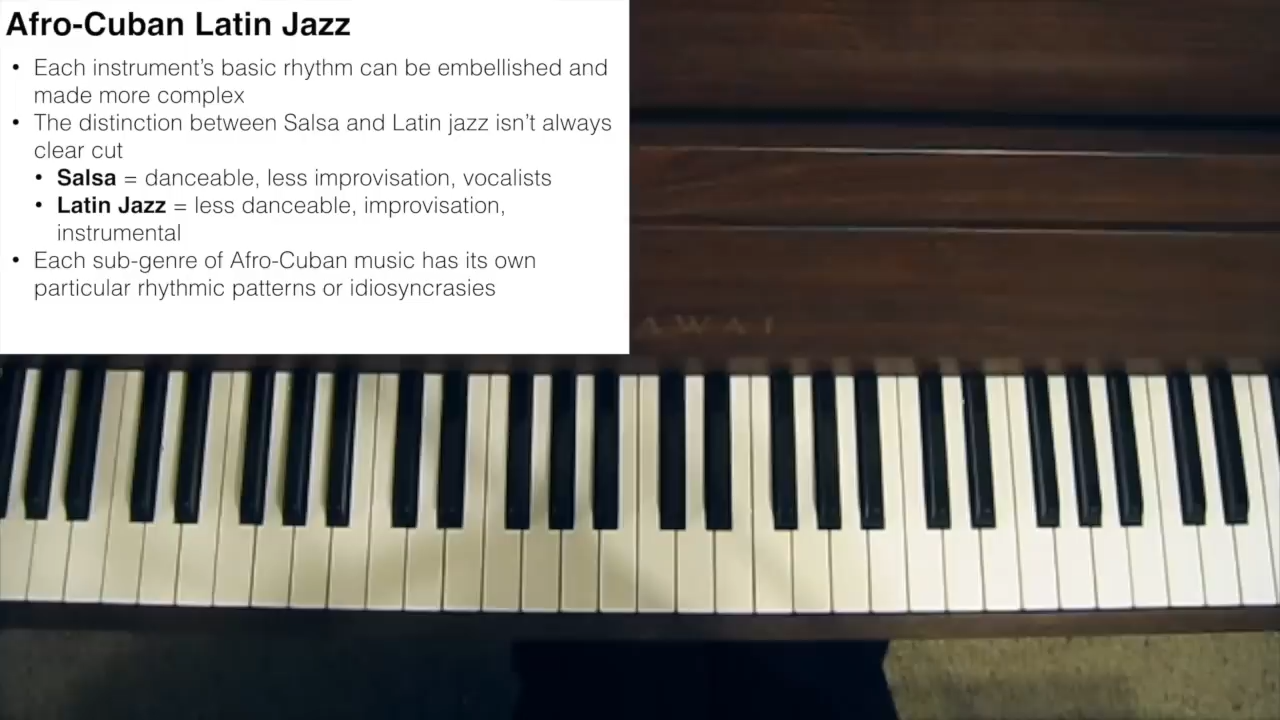 Afro-Cuban Latin Jazz
• Each instrument's basic rhythm can be embellished and
made more complex
• The distinction between Salsa and Latin jazz isn't always
clear cut
• Salsa = danceable, less improvisation, vocalists
• Latin Jazz = less danceable, improvisation,
instrumental
• Each sub-genre of Afro-Cuban music has its own
particular rhythmic patterns or idiosyncrasies
AWAI